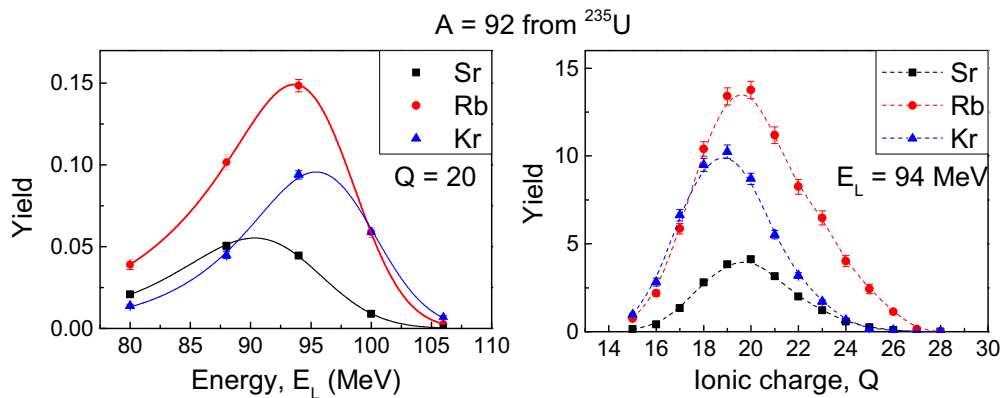 A = 92 from ²³⁵U
Yield
0.15
0.10
0.05
0.00
80
85
90
95
100
105
110
Energy, E_L (MeV)
Sr
Rb
Kr
Q = 20
Yield
15
10
5
0
14
16
18
20
22
24
26
28
30
Ionic charge, Q
Sr
Rb
Kr
E_L = 94 MeV